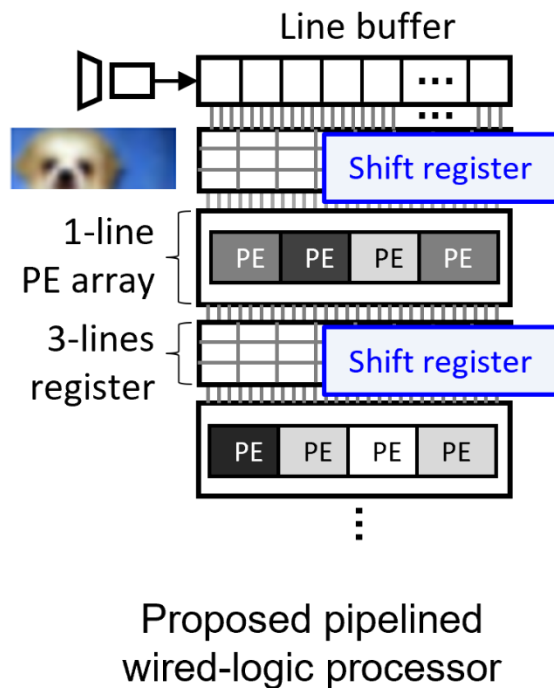 Line buffer
...
...
Shift register
1-line
PE array
PE PE PE PE
3-lines
register
Shift register
PE PE PE PE
⋮
Proposed pipelined
wired-logic processor